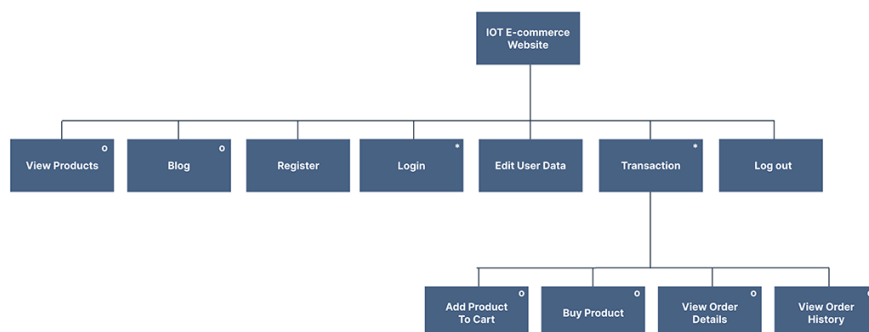 IOT E-commerce
Website
o
View Products
o
Blog
Register
*
Login
Edit User Data
*
Transaction
Log out
o
Add Product
To Cart
o
Buy Product
o
View Order
Details
o
View Order
History